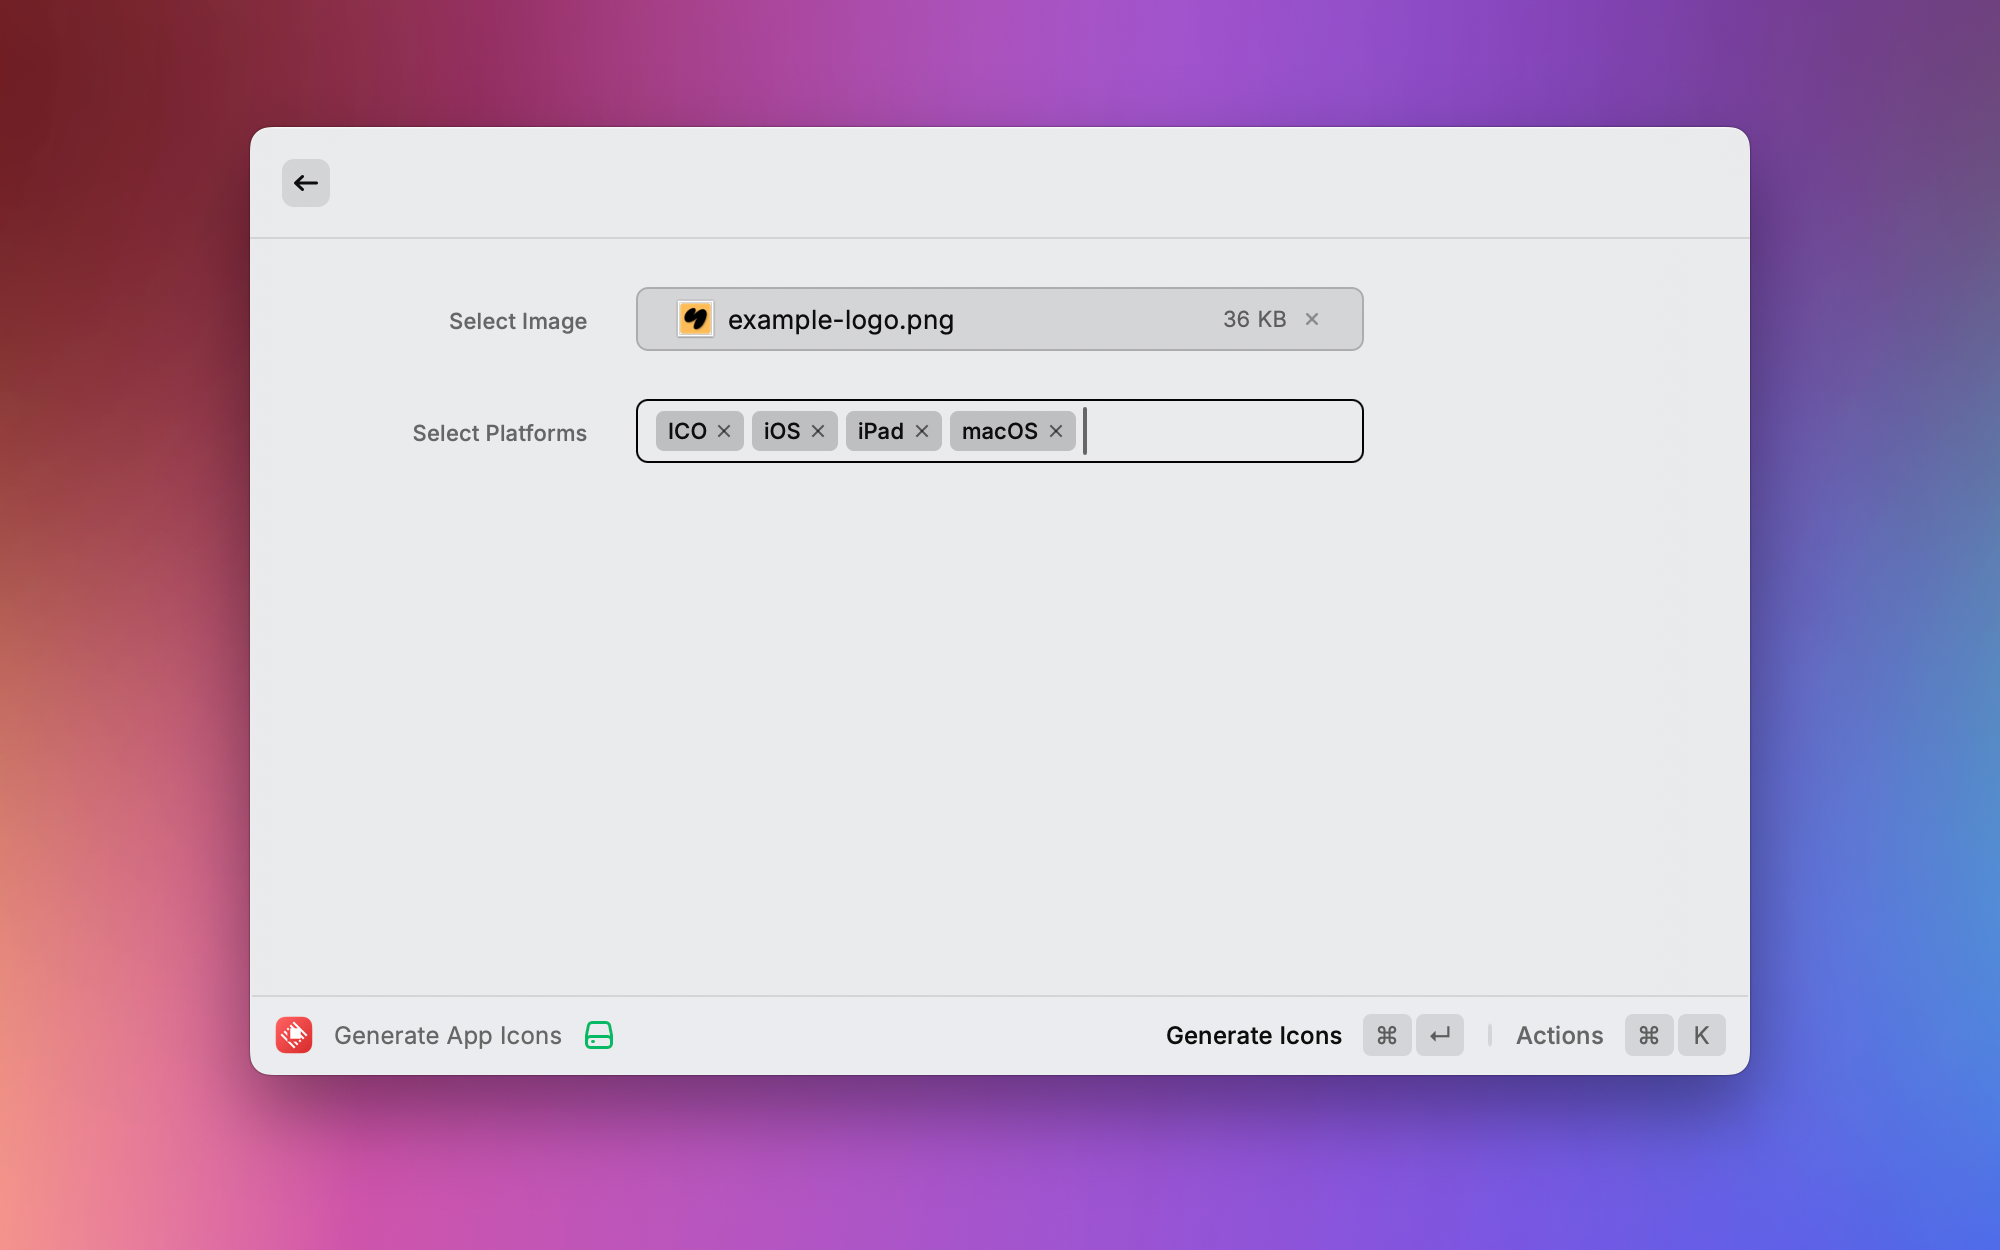 Select Image example-logo.png 36 KB ×
Select Platforms ICO × iOS × iPad × macOS ×
Generate App Icons Generate Icons ⌘ ↵ Actions ⌘ K